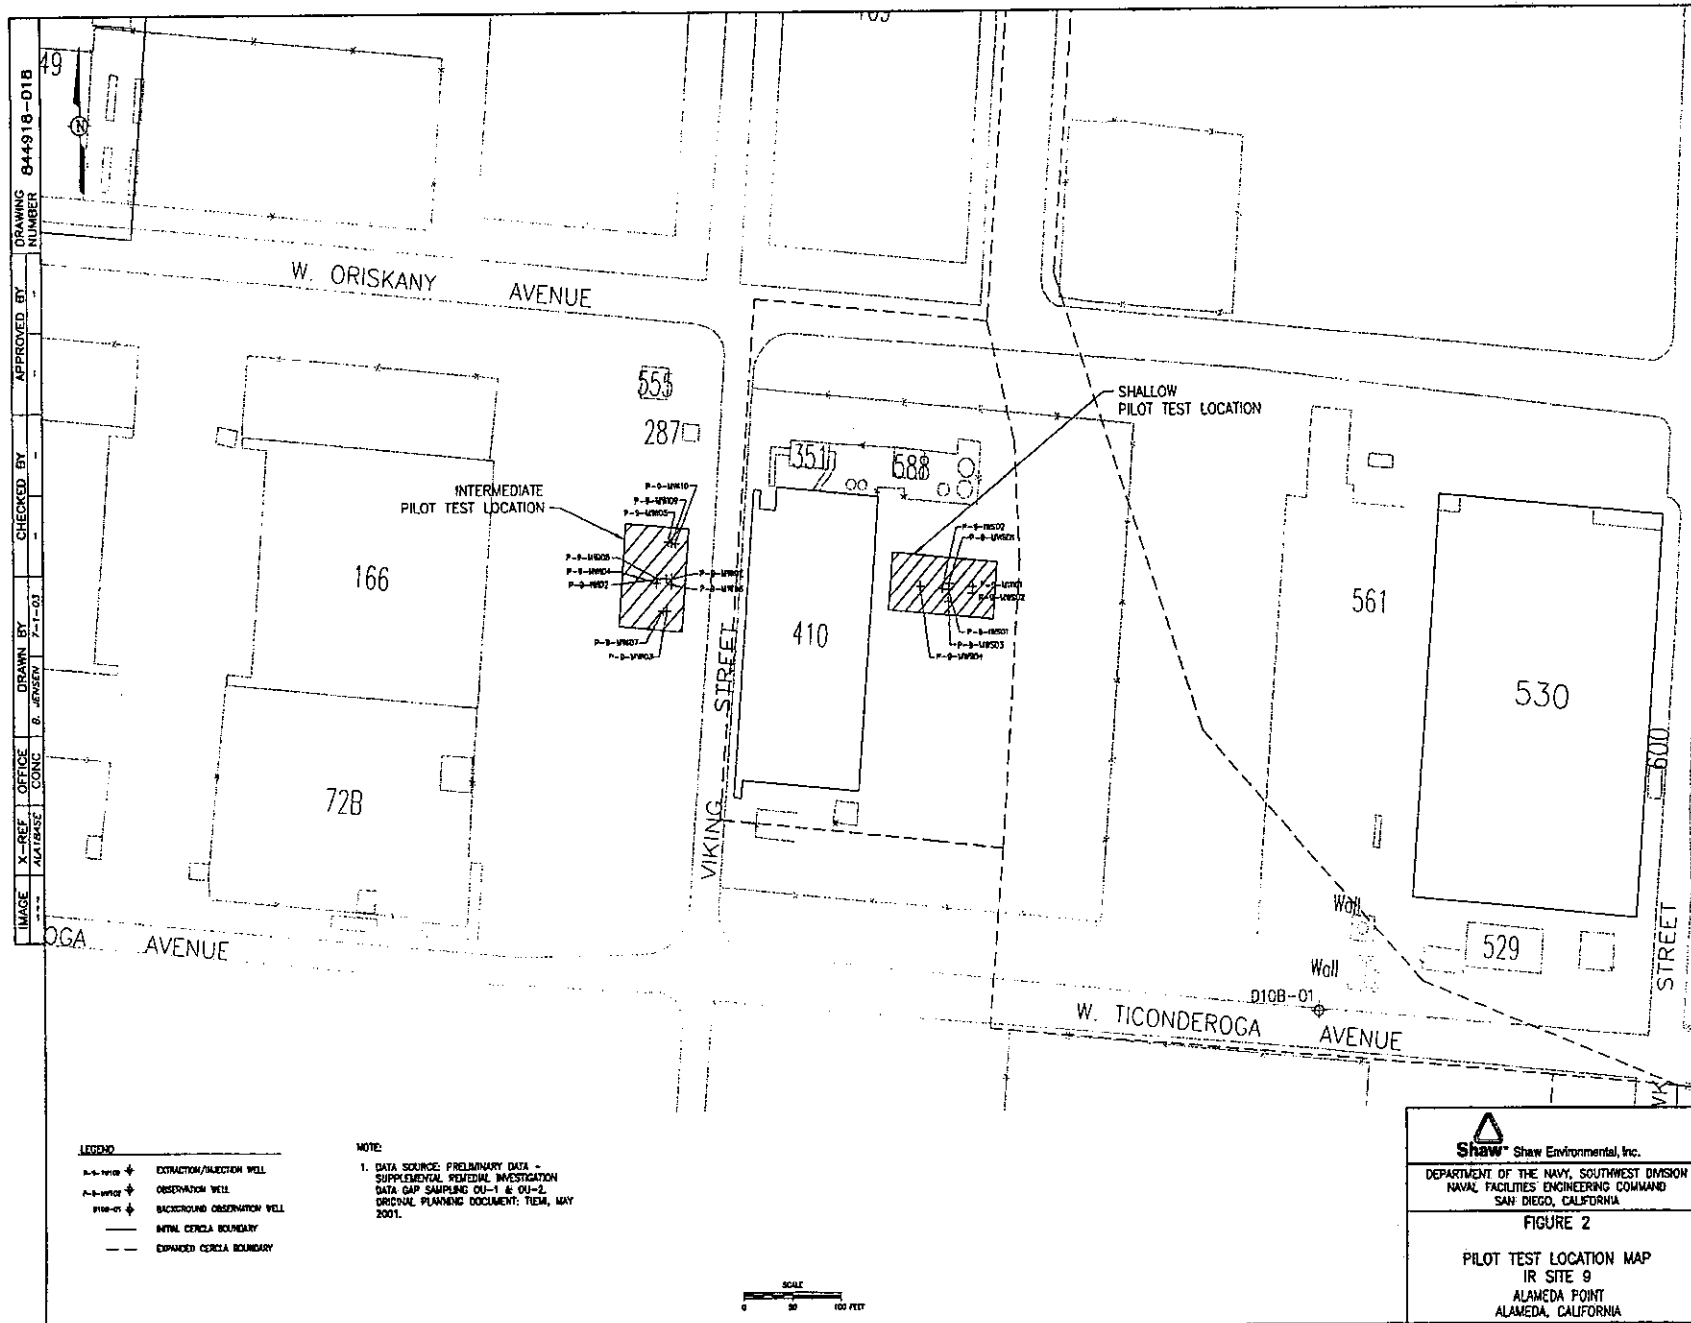 DRAWING NUMBER 844918-D18
APPROVED BY
CHECKED BY
DRAWN BY
B. JENSEN 7-1-03
OFFICE
CONC
X-REF
IMAGE
49
N
W. ORISKANY AVENUE
555
287
351
588
SHALLOW
PILOT TEST LOCATION
INTERMEDIATE
PILOT TEST LOCATION
166
410
561
530
600
72B
VIKING STREET
STREET
529
Wall
Wall
D10B-01
OGA AVENUE
W. TICONDEROGA AVENUE
LEGEND
EXTRACTION/INJECTION WELL
OBSERVATION WELL
BACKGROUND OBSERVATION WELL
INITIAL CERCLA BOUNDARY
EXPANDED CERCLA BOUNDARY
NOTE:
1. DATA SOURCE: PRELIMINARY DATA -
SUPPLEMENTAL REMEDIAL INVESTIGATION
DATA GAP SAMPLING OU-1 & OU-2.
ORIGINAL PLANNING DOCUMENT: TtEMI, MAY
2001.
SCALE
0 50 100 FEET
Shaw Shaw Environmental, Inc.
DEPARTMENT OF THE NAVY, SOUTHWEST DIVISION
NAVAL FACILITIES ENGINEERING COMMAND
SAN DIEGO, CALIFORNIA
FIGURE 2
PILOT TEST LOCATION MAP
IR SITE 9
ALAMEDA POINT
ALAMEDA, CALIFORNIA